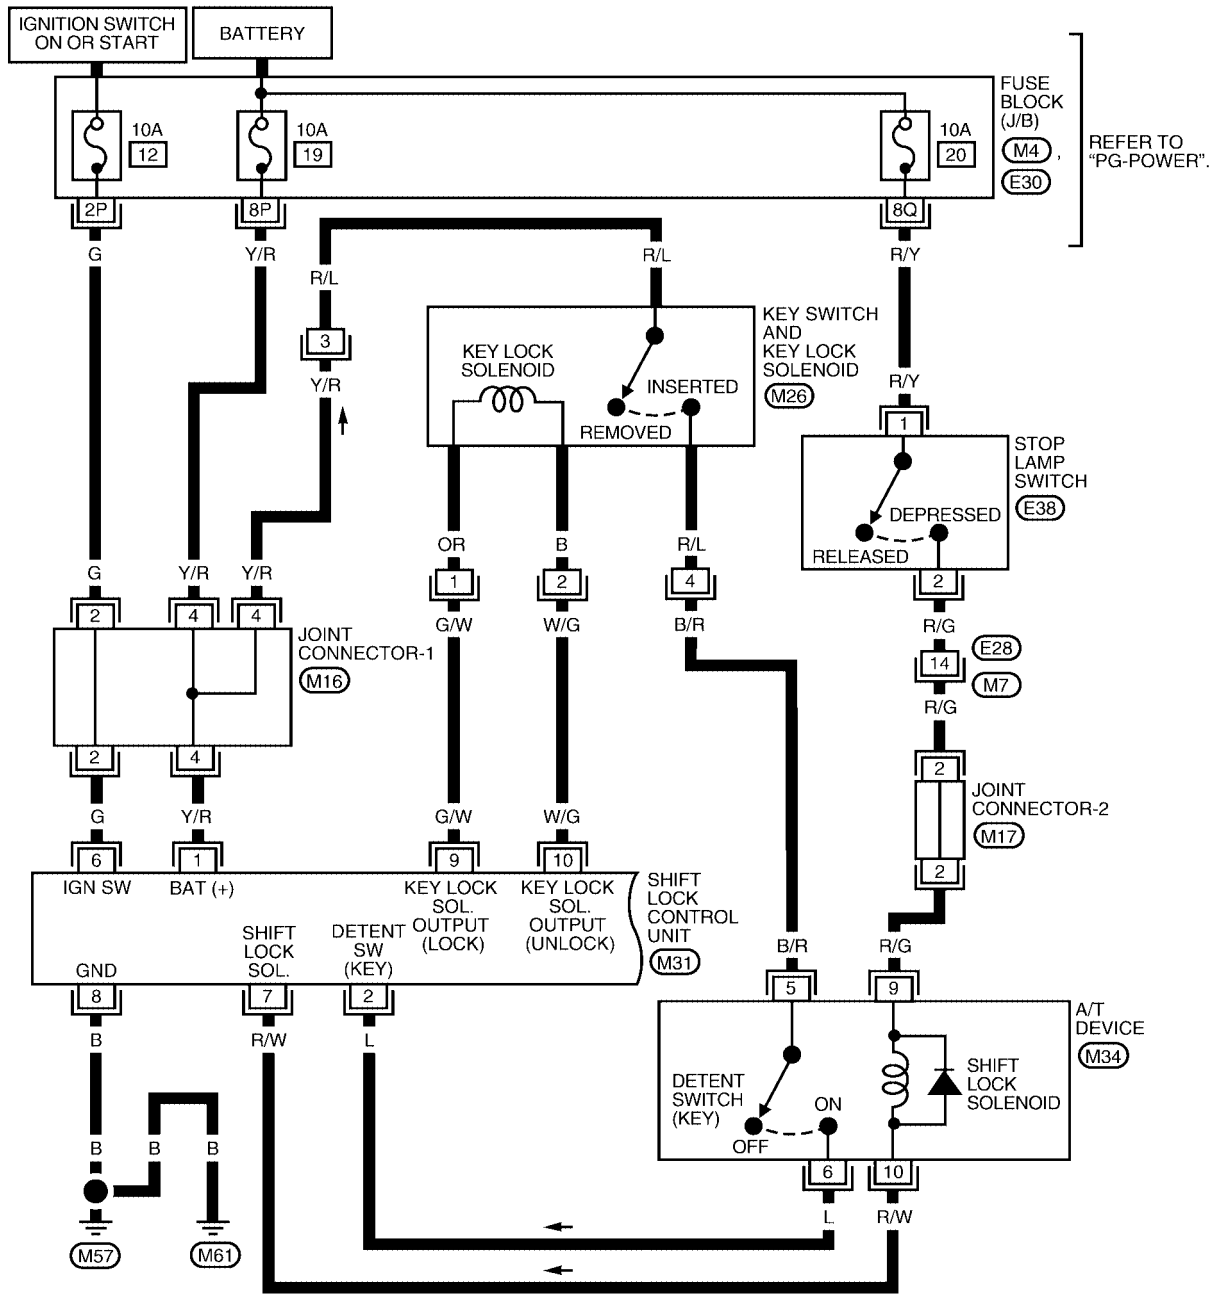 IGNITION SWITCH
ON OR START
BATTERY
FUSE
BLOCK
(J/B)
M4 ,
E30
REFER TO
"PG-POWER".
10A
12
10A
19
10A
20
2P
8P
8Q
G
Y/R
R/L
R/L
R/Y
3
Y/R
KEY SWITCH
AND
KEY LOCK
SOLENOID
M26
KEY LOCK
SOLENOID
INSERTED
REMOVED
R/Y
1
STOP
LAMP
SWITCH
E38
DEPRESSED
RELEASED
G
Y/R
Y/R
OR
B
R/L
2
4
4
1
2
4
2
G/W
W/G
B/R
R/G
JOINT
CONNECTOR-1
M16
14
E28
M7
R/G
2
4
2
JOINT
CONNECTOR-2
M17
G
Y/R
G/W
W/G
6
1
9
10
2
IGN SW
BAT (+)
KEY LOCK
SOL.
OUTPUT
(LOCK)
KEY LOCK
SOL.
OUTPUT
(UNLOCK)
SHIFT
LOCK
CONTROL
UNIT
M31
GND
SHIFT
LOCK
SOL.
DETENT
SW
(KEY)
B/R
R/G
8
7
2
5
9
B
R/W
L
A/T
DEVICE
M34
DETENT
SWITCH
(KEY)
ON
OFF
SHIFT
LOCK
SOLENOID
B
B
B
6
10
L
R/W
M57
M61